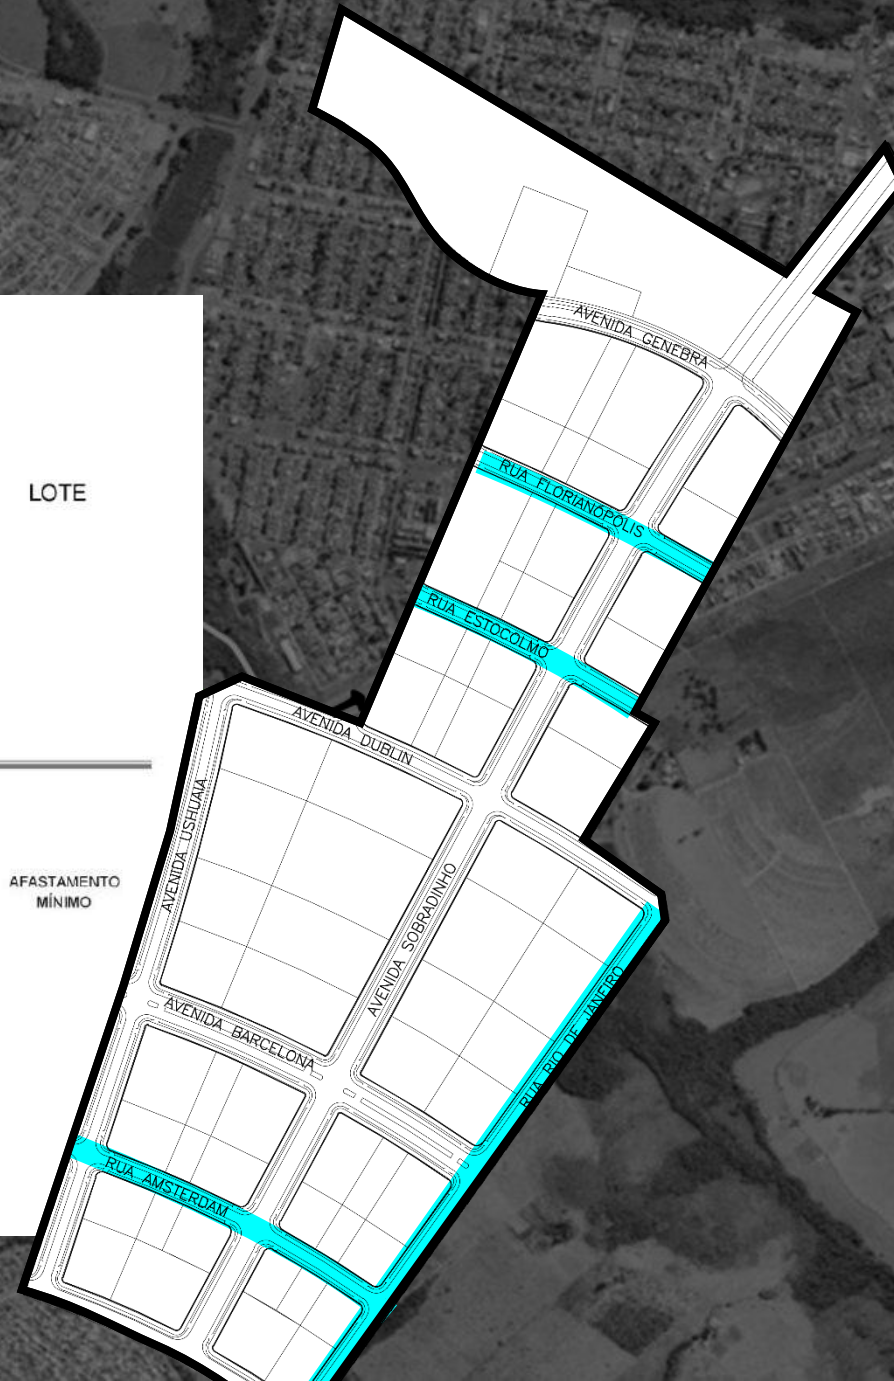 AVENIDA GENEBRA
RUA FLORIANÓPOLIS
LOTE
RUA ESTOCOLMO
AVENIDA DUBLIN
AVENIDA USHUAIA
AFASTAMENTO
MÍNIMO
AVENIDA SOBRADINHO
RUA RIO DE JANEIRO
AVENIDA BARCELONA
RUA AMSTERDAM